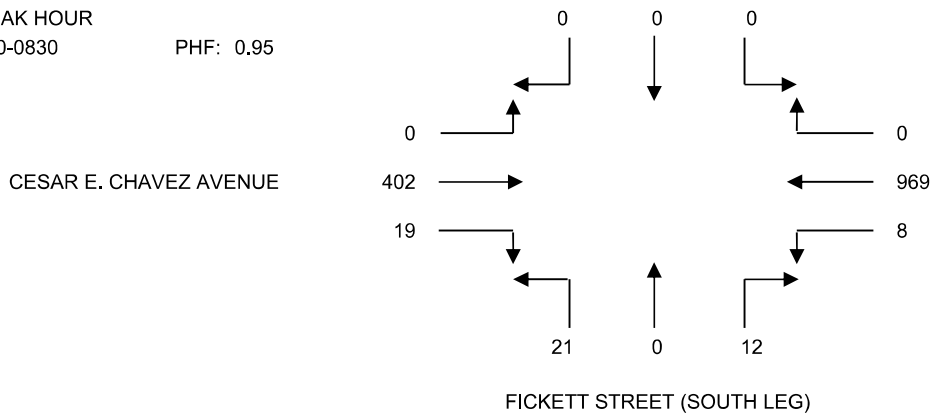 AK HOUR
0-0830 PHF: 0.95
0 0 0
0 0
CESAR E. CHAVEZ AVENUE 402 969
19 8
21 0 12
FICKETT STREET (SOUTH LEG)